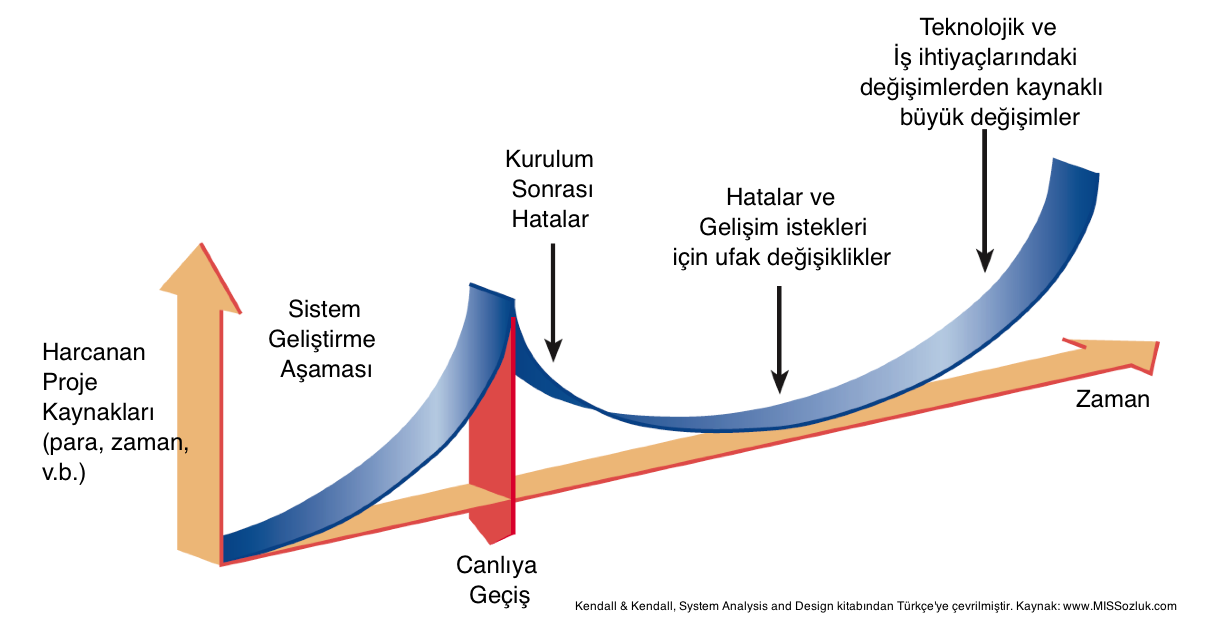 Teknolojik ve
İş ihtiyaçlarındaki
değişimlerden kaynaklı
büyük değişimler
Kurulum
Sonrası
Hatalar
Hatalar ve
Gelişim istekleri
için ufak değişiklikler
Sistem
Geliştirme
Aşaması
Harcanan
Proje
Kaynakları
(para, zaman,
v.b.)
Zaman
Canlıya
Geçiş
Kendall & Kendall, System Analysis and Design kitabından Türkçe'ye çevrilmiştir. Kaynak: www.MISSozluk.com